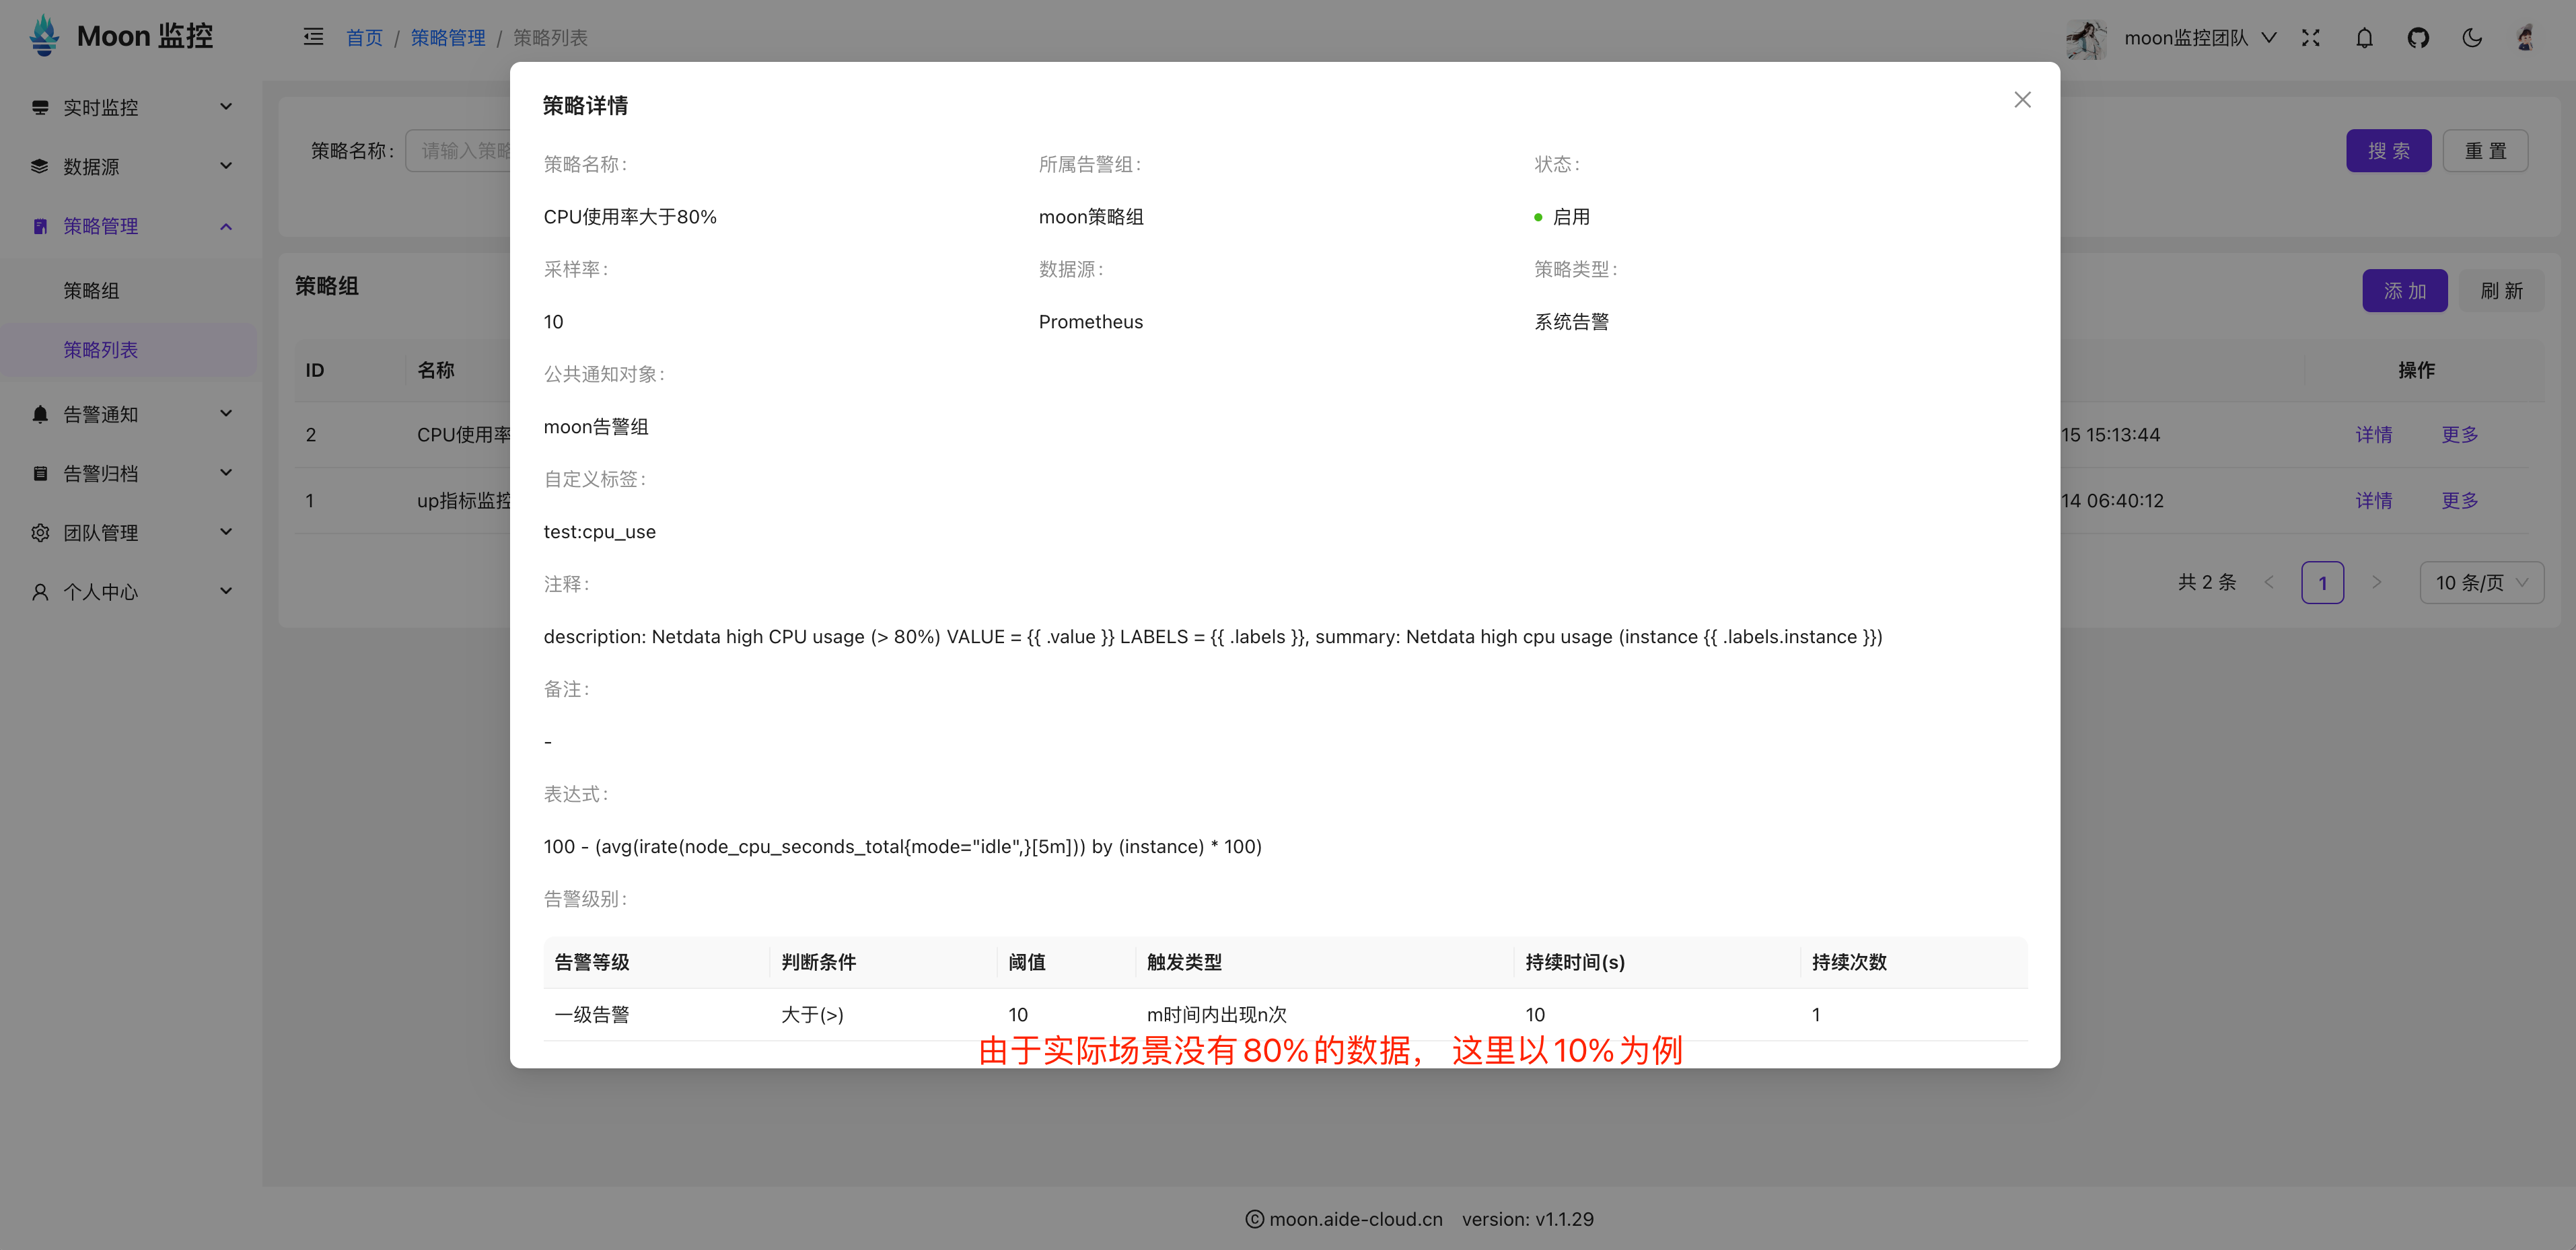 Moon 监控
首页 / 策略管理 / 策略列表
moon监控团队
实时监控
数据源
策略管理
策略组
策略列表
告警通知
告警归档
团队管理
个人中心
策略名称:
请输入策略
搜 索
重 置
策略组
添 加
刷 新
ID 名称 操作
2 CPU使用率 15 15:13:44 详情 更多
1 up指标监控 14 06:40:12 详情 更多
共 2 条 < 1 > 10 条/页
策略详情
策略名称: 所属告警组: 状态:
CPU使用率大于80% moon策略组 启用
采样率: 数据源: 策略类型:
10 Prometheus 系统告警
公共通知对象:
moon告警组
自定义标签:
test:cpu_use
注释:
description: Netdata high CPU usage (> 80%) VALUE = {{ .value }} LABELS = {{ .labels }}, summary: Netdata high cpu usage (instance {{ .labels.instance }})
备注:
-
表达式:
100 - (avg(irate(node_cpu_seconds_total{mode="idle",}[5m])) by (instance) * 100)
告警级别:
告警等级 判断条件 阈值 触发类型 持续时间(s) 持续次数
一级告警 大于(>) 10 m时间内出现n次 10 1
由于实际场景没有80%的数据， 这里以10%为例
© moon.aide-cloud.cn version: v1.1.29